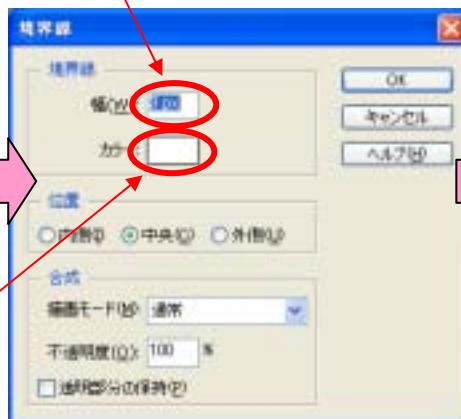 境界線
境界線
幅(W):
カラー:
OK
キャンセル
ヘルプ(H)
位置
内側(I) 中央(C) 外側(U)
合成
描画モード(M): 通常
不透明度(O): 100 %
透明部分の保持(P)